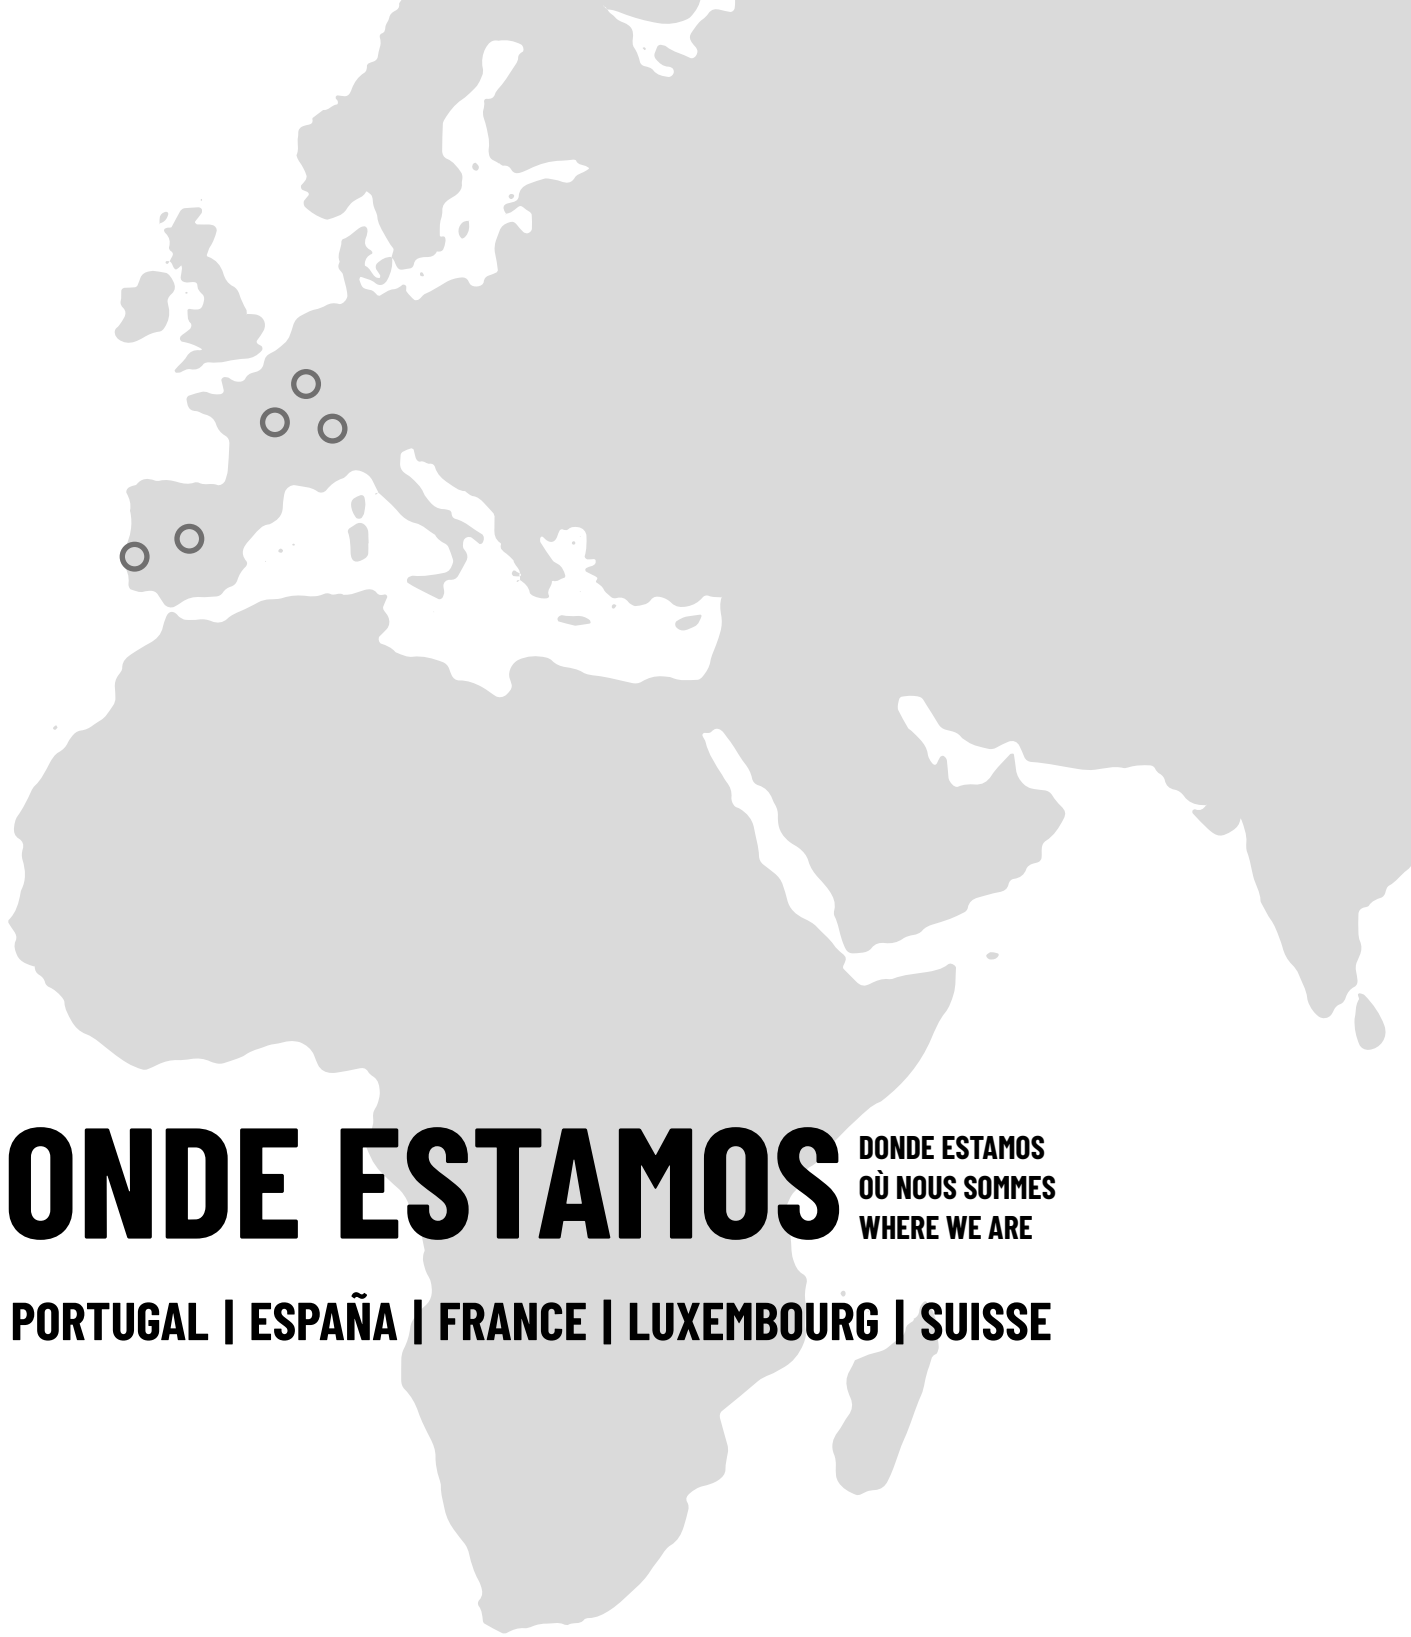 ONDE ESTAMOS
DONDE ESTAMOS
OÙ NOUS SOMMES
WHERE WE ARE
PORTUGAL | ESPAÑA | FRANCE | LUXEMBOURG | SUISSE